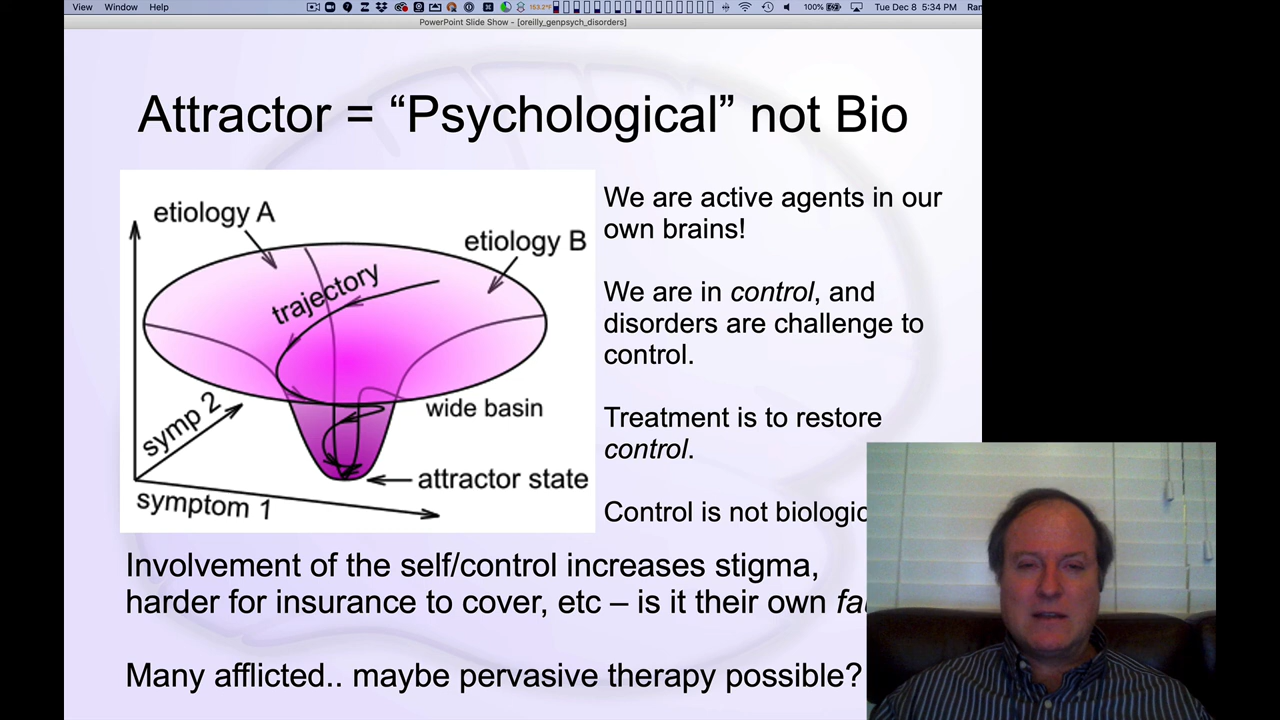 View Window Help 153.2°F 100% Tue Dec 8 5:34 PM Ran
PowerPoint Slide Show - [oreilly_genpsych_disorders]
Attractor = “Psychological” not Bio
etiology A
etiology B
trajectory
wide basin
symp 2
attractor state
symptom 1
We are active agents in our
own brains!
We are in control, and
disorders are challenge to
control.
Treatment is to restore
control.
Control is not biologic
Involvement of the self/control increases stigma,
harder for insurance to cover, etc – is it their own fa
Many afflicted.. maybe pervasive therapy possible?